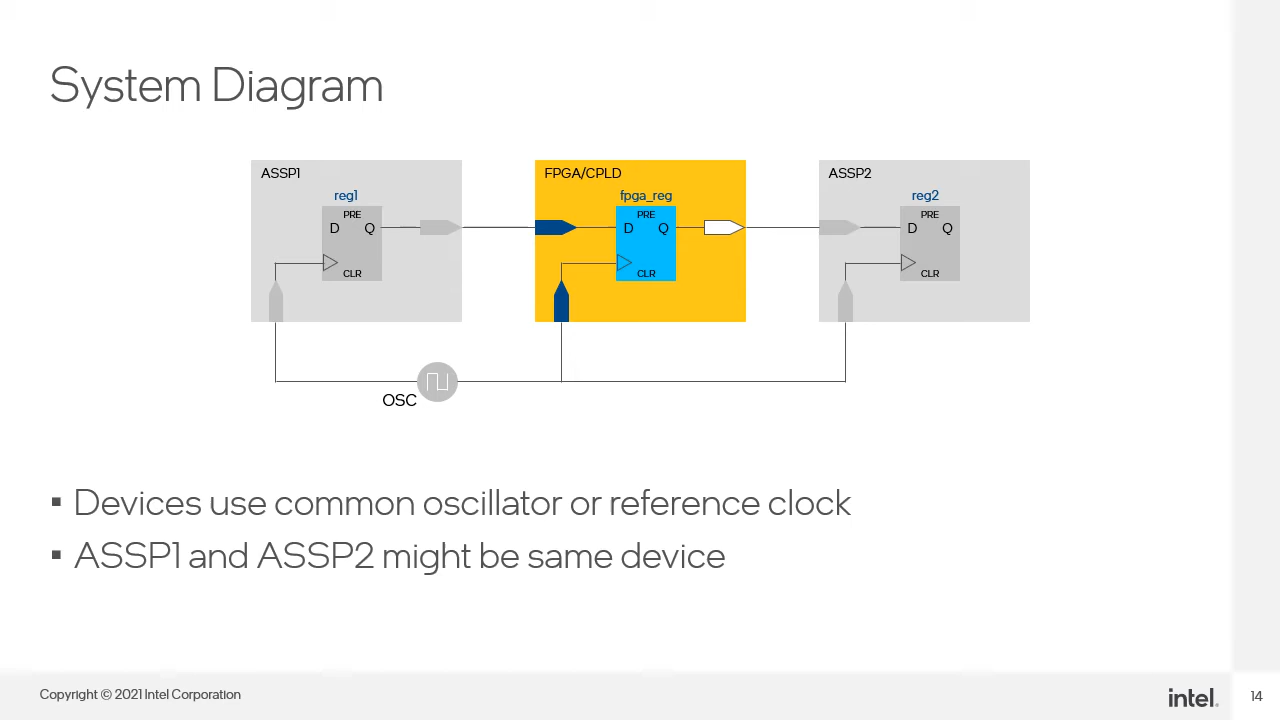 System Diagram
ASSP1
FPGA/CPLD
ASSP2
reg1
fpga_reg
reg2
PRE
PRE
PRE
D Q
D Q
D Q
CLR
CLR
CLR
OSC
▪ Devices use common oscillator or reference clock
▪ ASSP1 and ASSP2 might be same device
Copyright © 2021 Intel Corporation
intel.
14